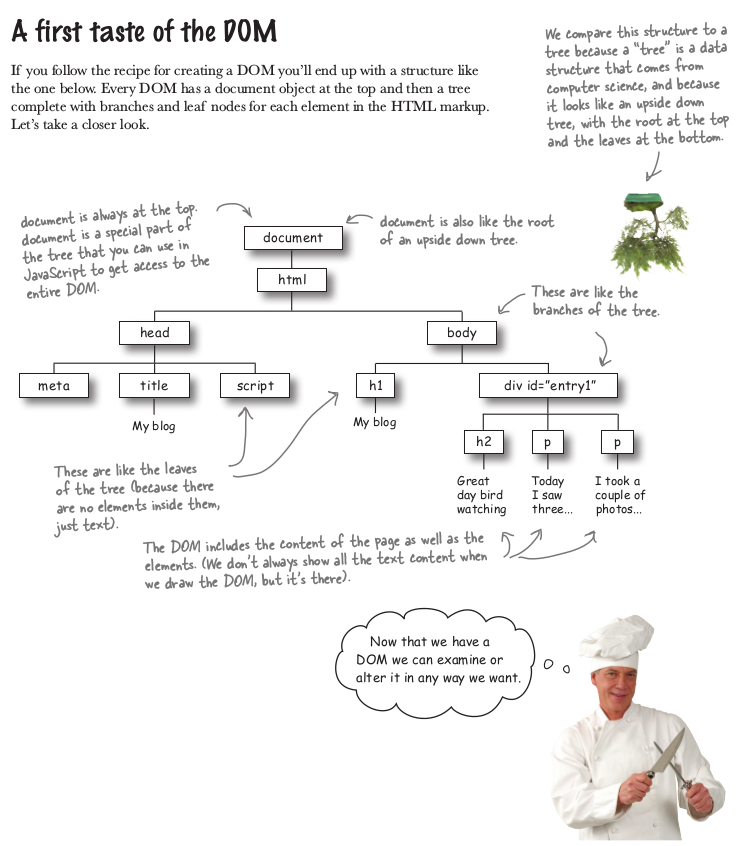 A first taste of the DOM
If you follow the recipe for creating a DOM you'll end up with a structure like
the one below. Every DOM has a document object at the top and then a tree
complete with branches and leaf nodes for each element in the HTML markup.
Let's take a closer look.
We compare this structure to a
tree because a "tree" is a data
structure that comes from
computer science, and because
it looks like an upside down
tree, with the root at the top
and the leaves at the bottom.
document is always at the top.
document is a special part of
the tree that you can use in
JavaScript to get access to the
entire DOM.
document
document is also like the root
of an upside down tree.
html
These are like the
branches of the tree.
head
body
meta
title
script
h1
div id="entry1"
My blog
My blog
h2
p
p
These are like the leaves
of the tree (because there
are no elements inside them,
just text).
Great
day bird
watching
Today
I saw
three...
I took a
couple of
photos...
The DOM includes the content of the page as well as the
elements. (We don't always show all the text content when
we draw the DOM, but it's there).
Now that we have a
DOM we can examine or
alter it in any way we want.